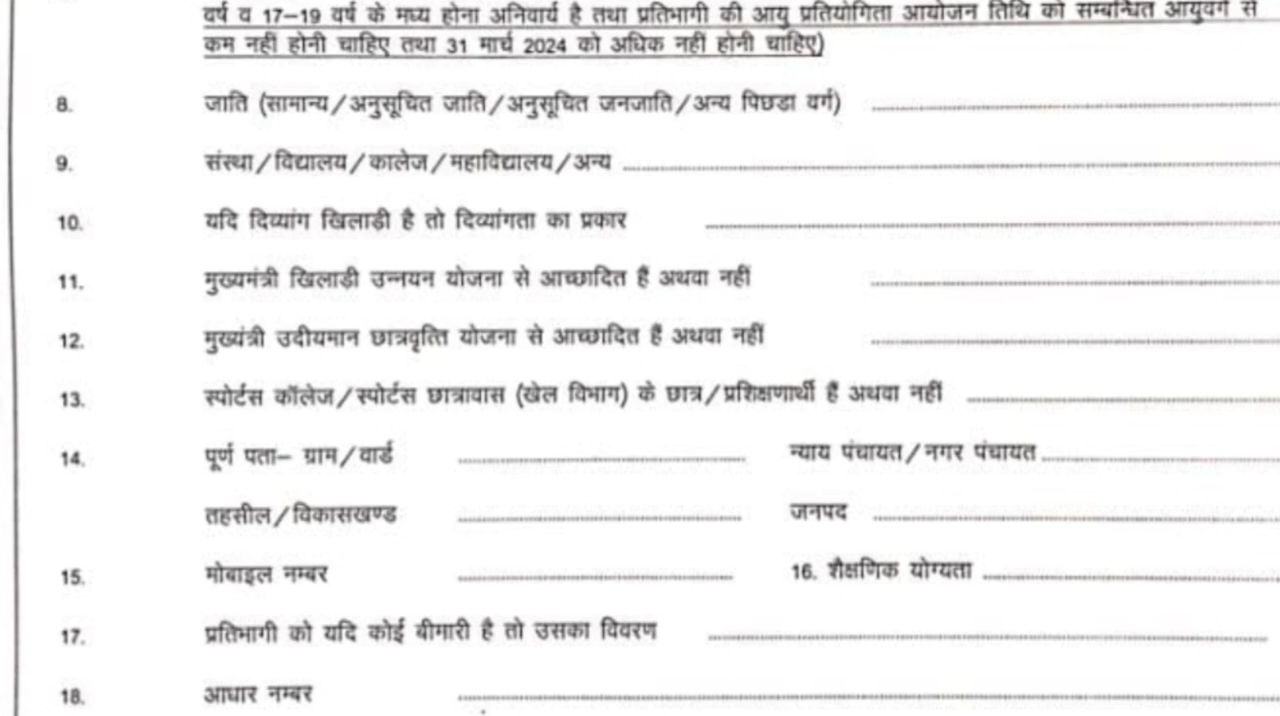 वर्ष व 17–19 वर्ष के मध्य होना अनिवार्य है तथा प्रतिभागी की आयु प्रतियोगिता आयोजन तिथि को सम्बन्धित आयुवर्ग से
कम नहीं होनी चाहिए तथा 31 मार्च 2024 को अधिक नहीं होनी चाहिए)
8. जाति (सामान्य/अनुसूचित जाति/अनुसूचित जनजाति/अन्य पिछडा वर्ग)
9. संस्था/विद्यालय/कालेज/महाविद्यालय/अन्य
10. यदि दिव्यांग खिलाड़ी है तो दिव्यांगता का प्रकार
11. मुख्यमंत्री खिलाड़ी उन्नयन योजना से आच्छादित हैं अथवा नहीं
12. मुख्यंत्री उदीयमान छात्रवृत्ति योजना से आच्छादित हैं अथवा नहीं
13. स्पोर्टस कॉलेज/स्पोर्टस छात्रावास (खेल विभाग) के छात्र/प्रशिक्षणार्थी हैं अथवा नहीं
14. पूर्ण पता– ग्राम/वार्ड न्याय पंचायत/नगर पंचायत
तहसील/विकासखण्ड जनपद
15. मोबाइल नम्बर 16. शैक्षणिक योग्यता
17. प्रतिभागी को यदि कोई बीमारी है तो उसका विवरण
18. आधार नम्बर